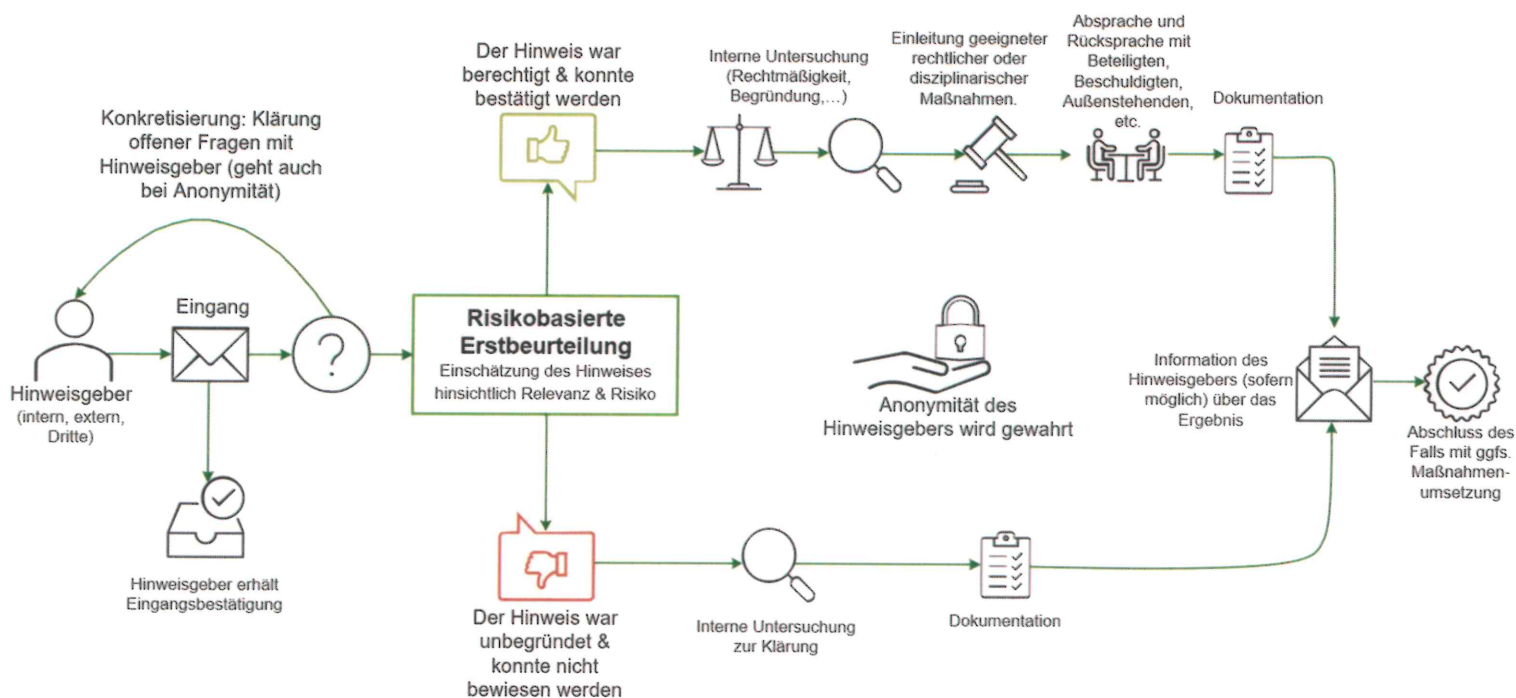 Konkretisierung: Klärung
offener Fragen mit
Hinweisgeber (geht auch
bei Anonymität)
Hinweisgeber
(intern, extern,
Dritte)
Eingang
Hinweisgeber erhält
Eingangsbestätigung
?
Risikobasierte
Erstbeurteilung
Einschätzung des Hinweises
hinsichtlich Relevanz & Risiko
Der Hinweis war
berechtigt & konnte
bestätigt werden
Interne Untersuchung
(Rechtmäßigkeit,
Begründung,…)
Einleitung geeigneter
rechtlicher oder
disziplinarischer
Maßnahmen.
Absprache und
Rücksprache mit
Beteiligten,
Beschuldigten,
Außenstehenden,
etc.
Dokumentation
Anonymität des
Hinweisgebers wird gewahrt
Der Hinweis war
unbegründet &
konnte nicht
bewiesen werden
Interne Untersuchung
zur Klärung
Dokumentation
Information des
Hinweisgebers (sofern
möglich) über das
Ergebnis
Abschluss des
Falls mit ggfs.
Maßnahmen-
umsetzung